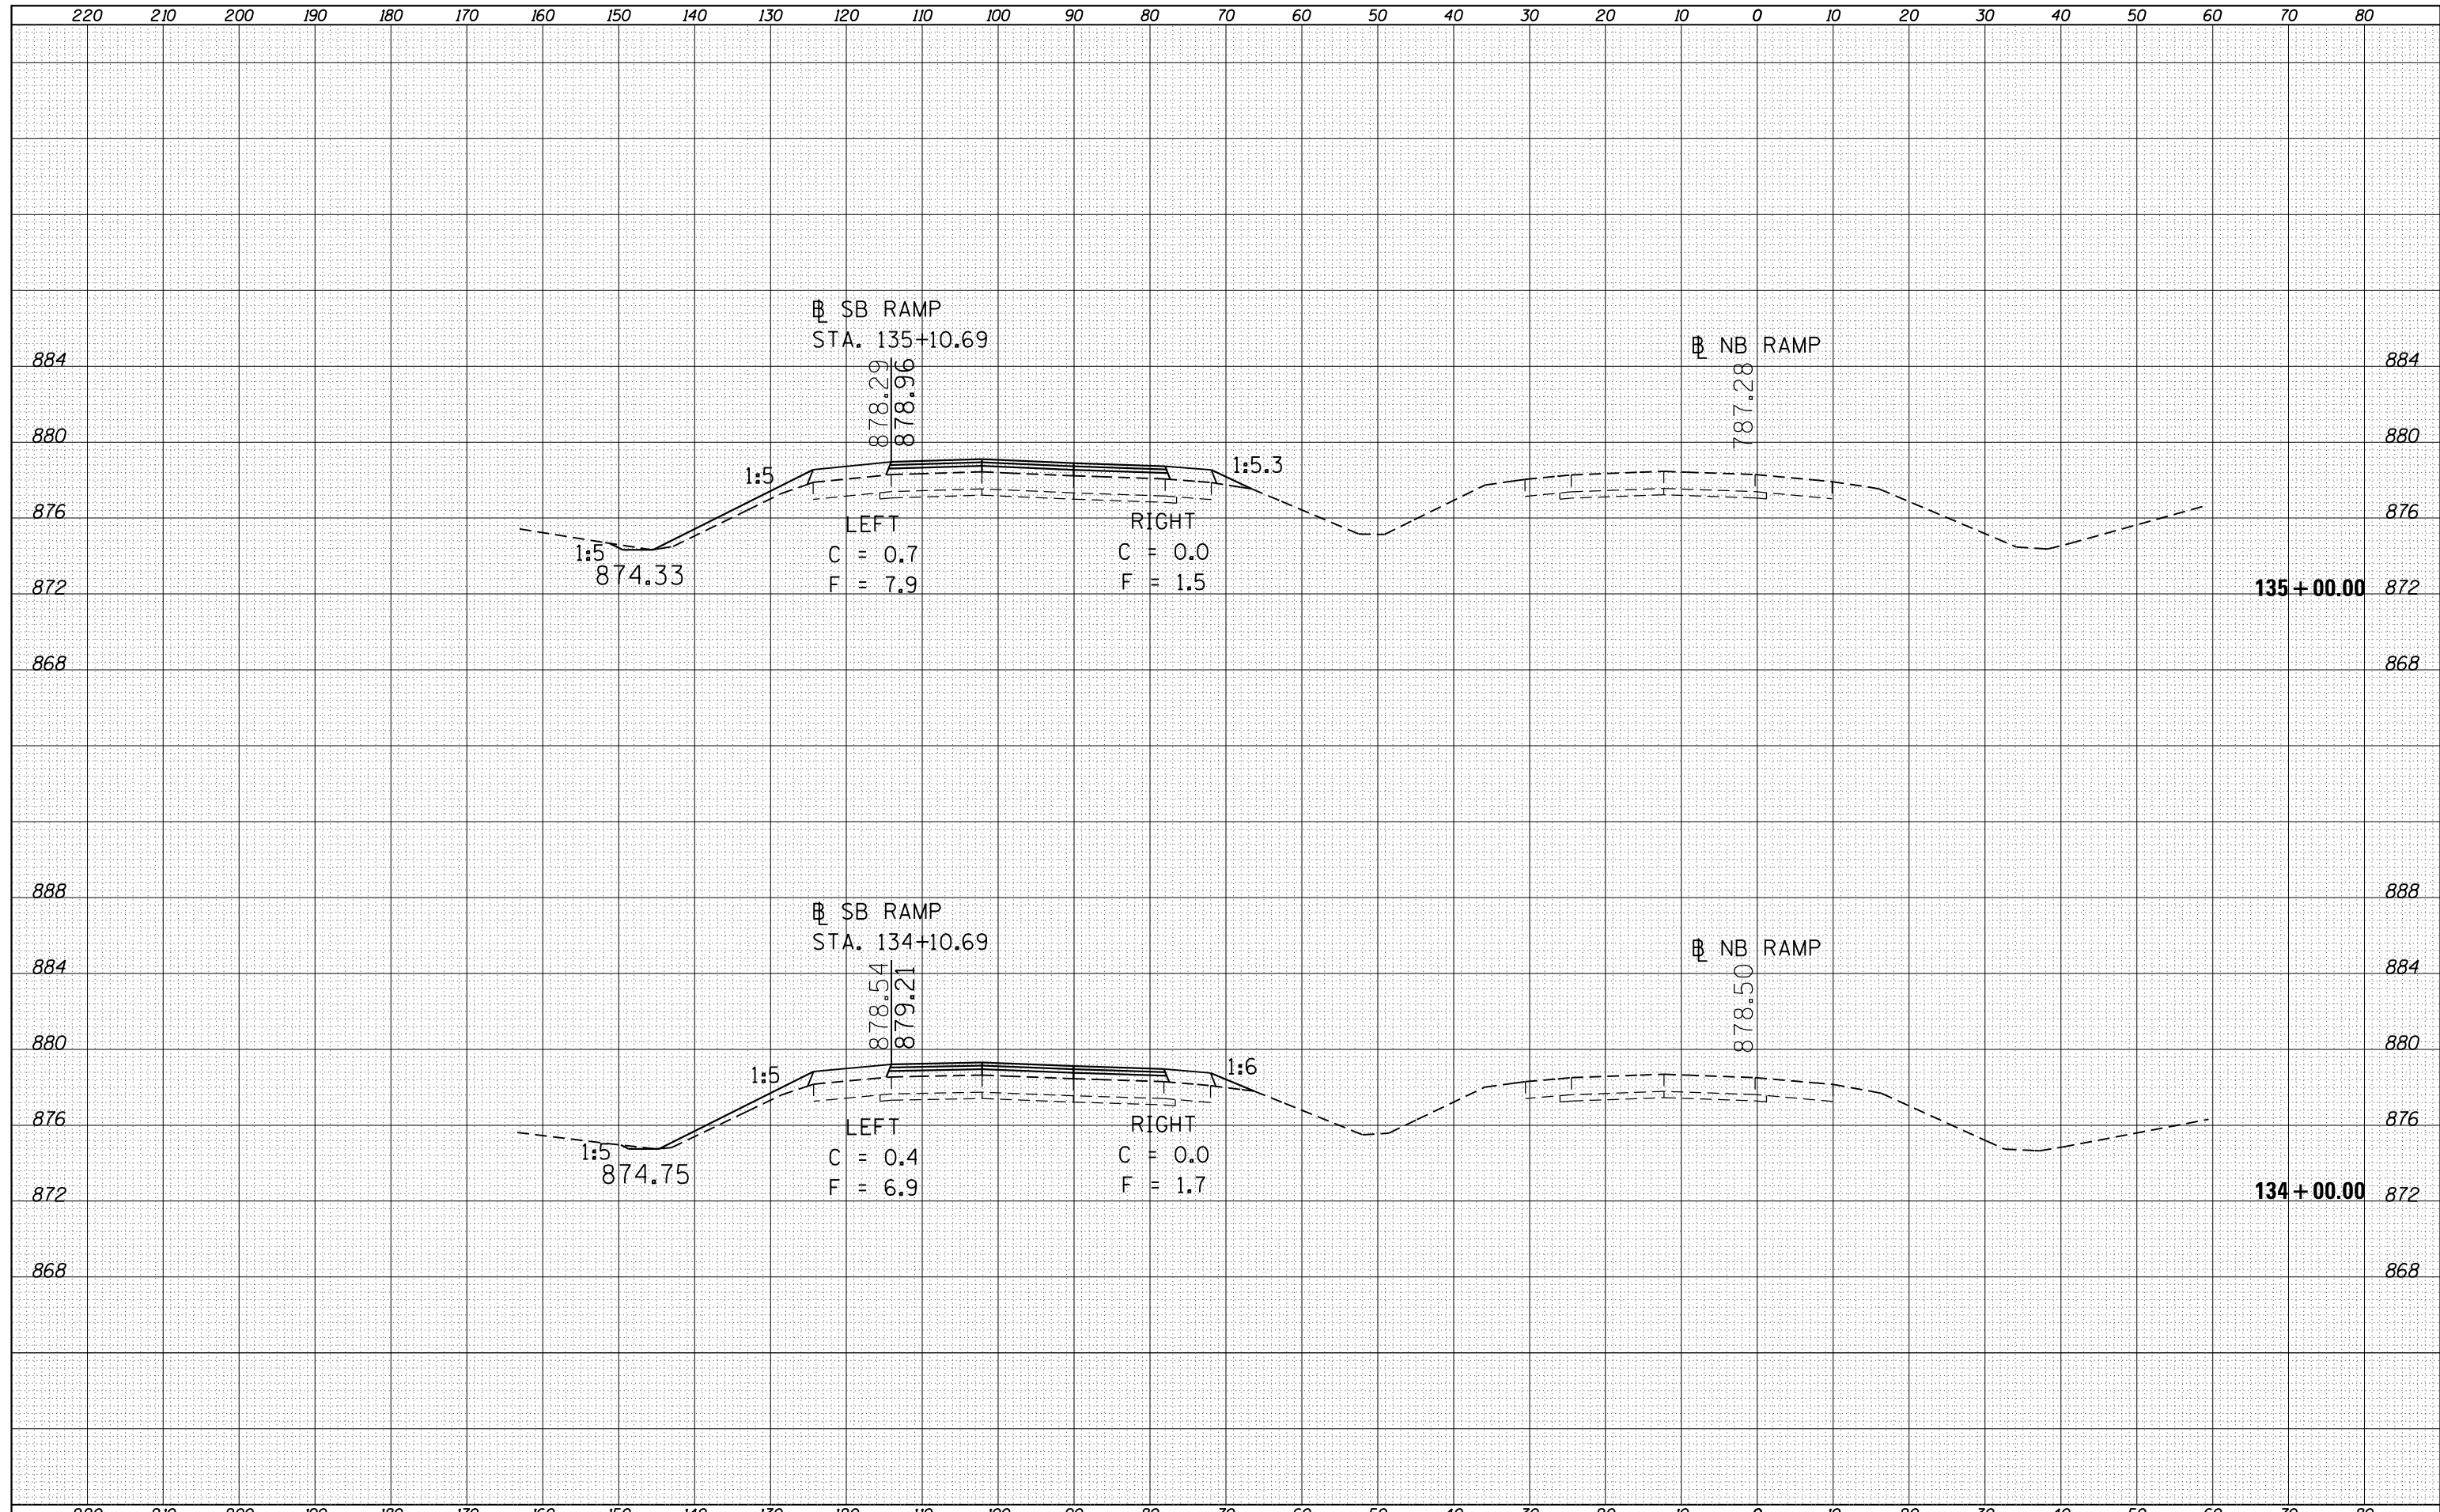 220 210 200 190 180 170 160 150 140 130 120 110 100 90 80 70 60 50 40 30 20 10 0 10 20 30 40 50 60 70 80
℄ SB RAMP
STA. 135+10.69
878.29
878.96
℄ NB RAMP
787.28
884 884
880 880
1:5
1:5.3
876 876
LEFT
C = 0.7
F = 7.9
RIGHT
C = 0.0
F = 1.5
1:5
874.33
872 135+00.00 872
868 868
888 888
℄ SB RAMP
STA. 134+10.69
878.54
879.21
℄ NB RAMP
878.50
884 884
880 880
1:5
1:6
876 876
LEFT
C = 0.4
F = 6.9
RIGHT
C = 0.0
F = 1.7
1:5
874.75
872 134+00.00 872
868 868